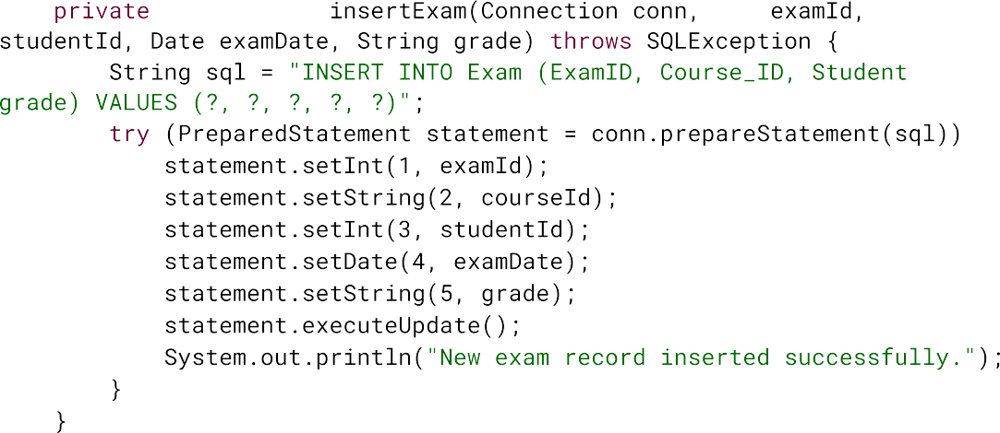 private insertExam(Connection conn, examId,
studentId, Date examDate, String grade) throws SQLException {
String sql = "INSERT INTO Exam (ExamID, Course_ID, Student
grade) VALUES (?, ?, ?, ?, ?)";
try (PreparedStatement statement = conn.prepareStatement(sql))
statement.setInt(1, examId);
statement.setString(2, courseId);
statement.setInt(3, studentId);
statement.setDate(4, examDate);
statement.setString(5, grade);
statement.executeUpdate();
System.out.println("New exam record inserted successfully.");
}
}